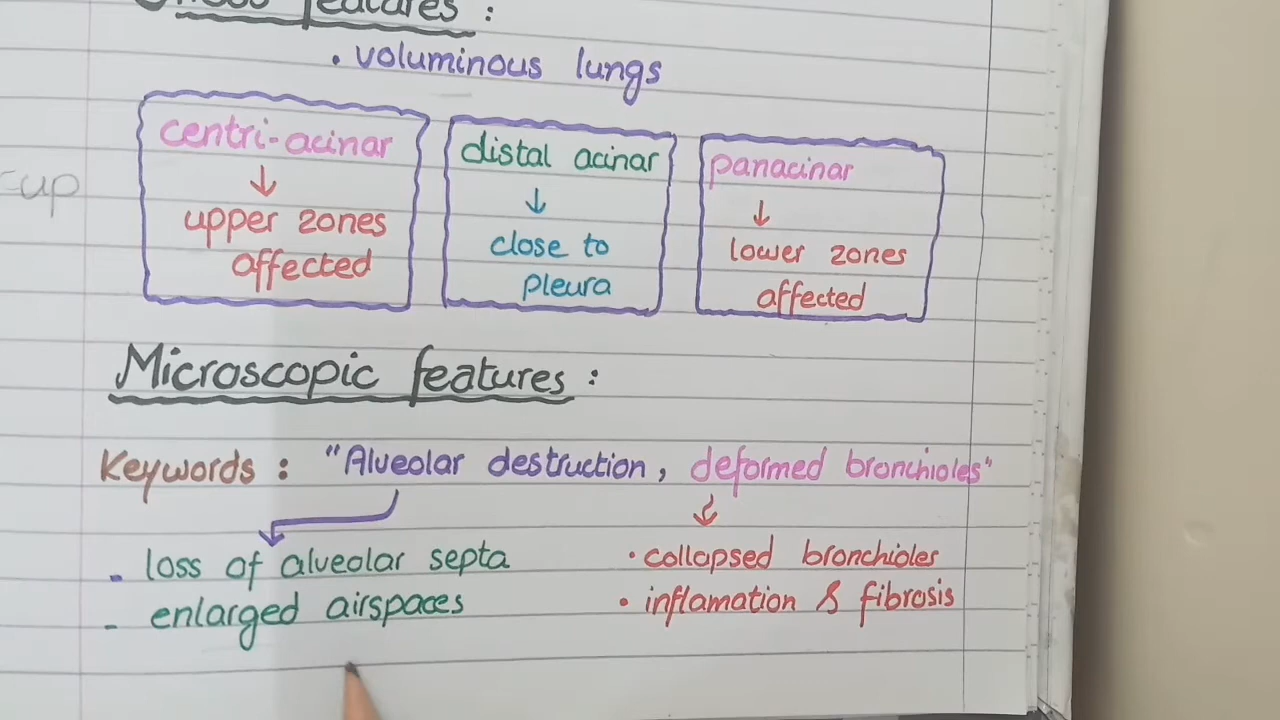 features :
• voluminous lungs
centri-acinar
↓
upper zones
affected
distal acinar
↓
close to
pleura
panacinar
↓
lower zones
affected
Microscopic features :
Keywords : "Alveolar destruction, deformed bronchioles"
- loss of alveolar septa
- enlarged airspaces
• collapsed bronchioles
• inflamation & fibrosis